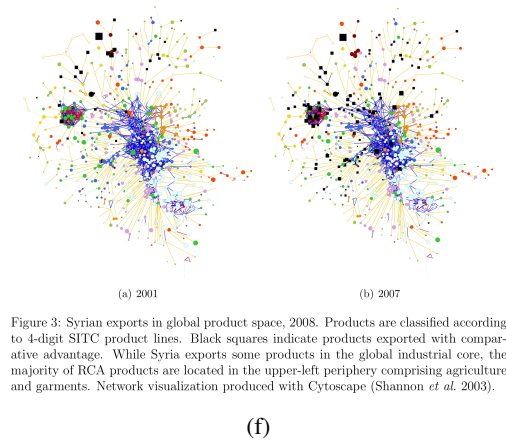 (a) 2001
(b) 2007
Figure 3: Syrian exports in global product space, 2008. Products are classified according
to 4-digit SITC product lines. Black squares indicate products exported with compar-
ative advantage. While Syria exports some products in the global industrial core, the
majority of RCA products are located in the upper-left periphery comprising agriculture
and garments. Network visualization produced with Cytoscape (Shannon et al. 2003).
(f)